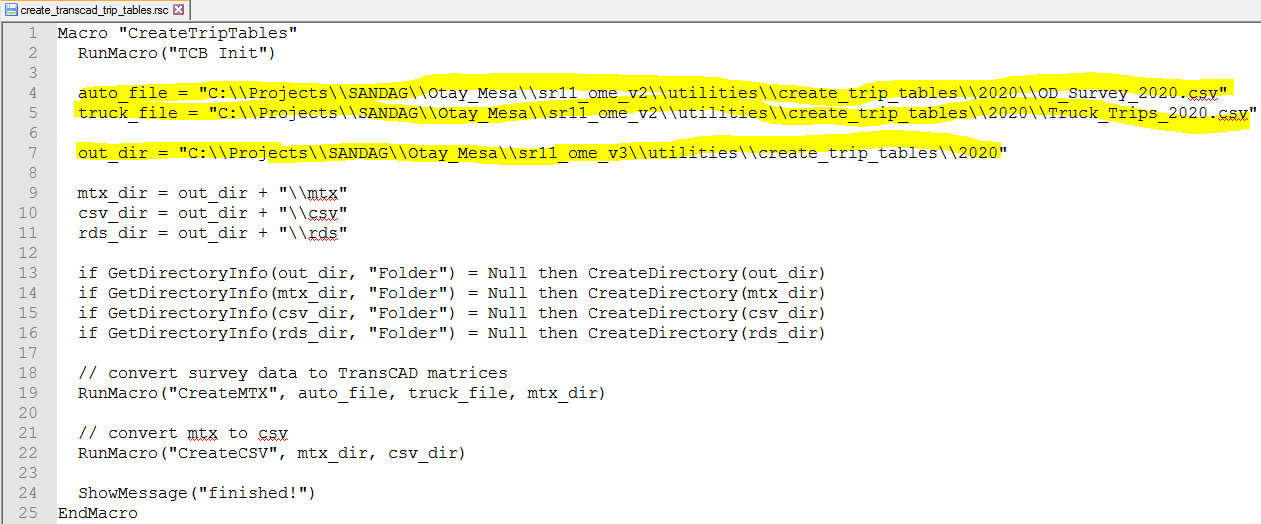 create_transcad_trip_tables.rsc
1 Macro "CreateTripTables"
2 RunMacro("TCB Init")
3
4 auto_file = "C:\\Projects\\SANDAG\\Otay_Mesa\\sr11_ome_v2\\utilities\\create_trip_tables\\2020\\OD_Survey_2020.csv"
5 truck_file = "C:\\Projects\\SANDAG\\Otay_Mesa\\sr11_ome_v2\\utilities\\create_trip_tables\\2020\\Truck_Trips_2020.csv"
6
7 out_dir = "C:\\Projects\\SANDAG\\Otay_Mesa\\sr11_ome_v3\\utilities\\create_trip_tables\\2020"
8
9 mtx_dir = out_dir + "\\mtx"
10 csv_dir = out_dir + "\\csv"
11 rds_dir = out_dir + "\\rds"
12
13 if GetDirectoryInfo(out_dir, "Folder") = Null then CreateDirectory(out_dir)
14 if GetDirectoryInfo(mtx_dir, "Folder") = Null then CreateDirectory(mtx_dir)
15 if GetDirectoryInfo(csv_dir, "Folder") = Null then CreateDirectory(csv_dir)
16 if GetDirectoryInfo(rds_dir, "Folder") = Null then CreateDirectory(rds_dir)
17
18 // convert survey data to TransCAD matrices
19 RunMacro("CreateMTX", auto_file, truck_file, mtx_dir)
20
21 // convert mtx to csv
22 RunMacro("CreateCSV", mtx_dir, csv_dir)
23
24 ShowMessage("finished!")
25 EndMacro